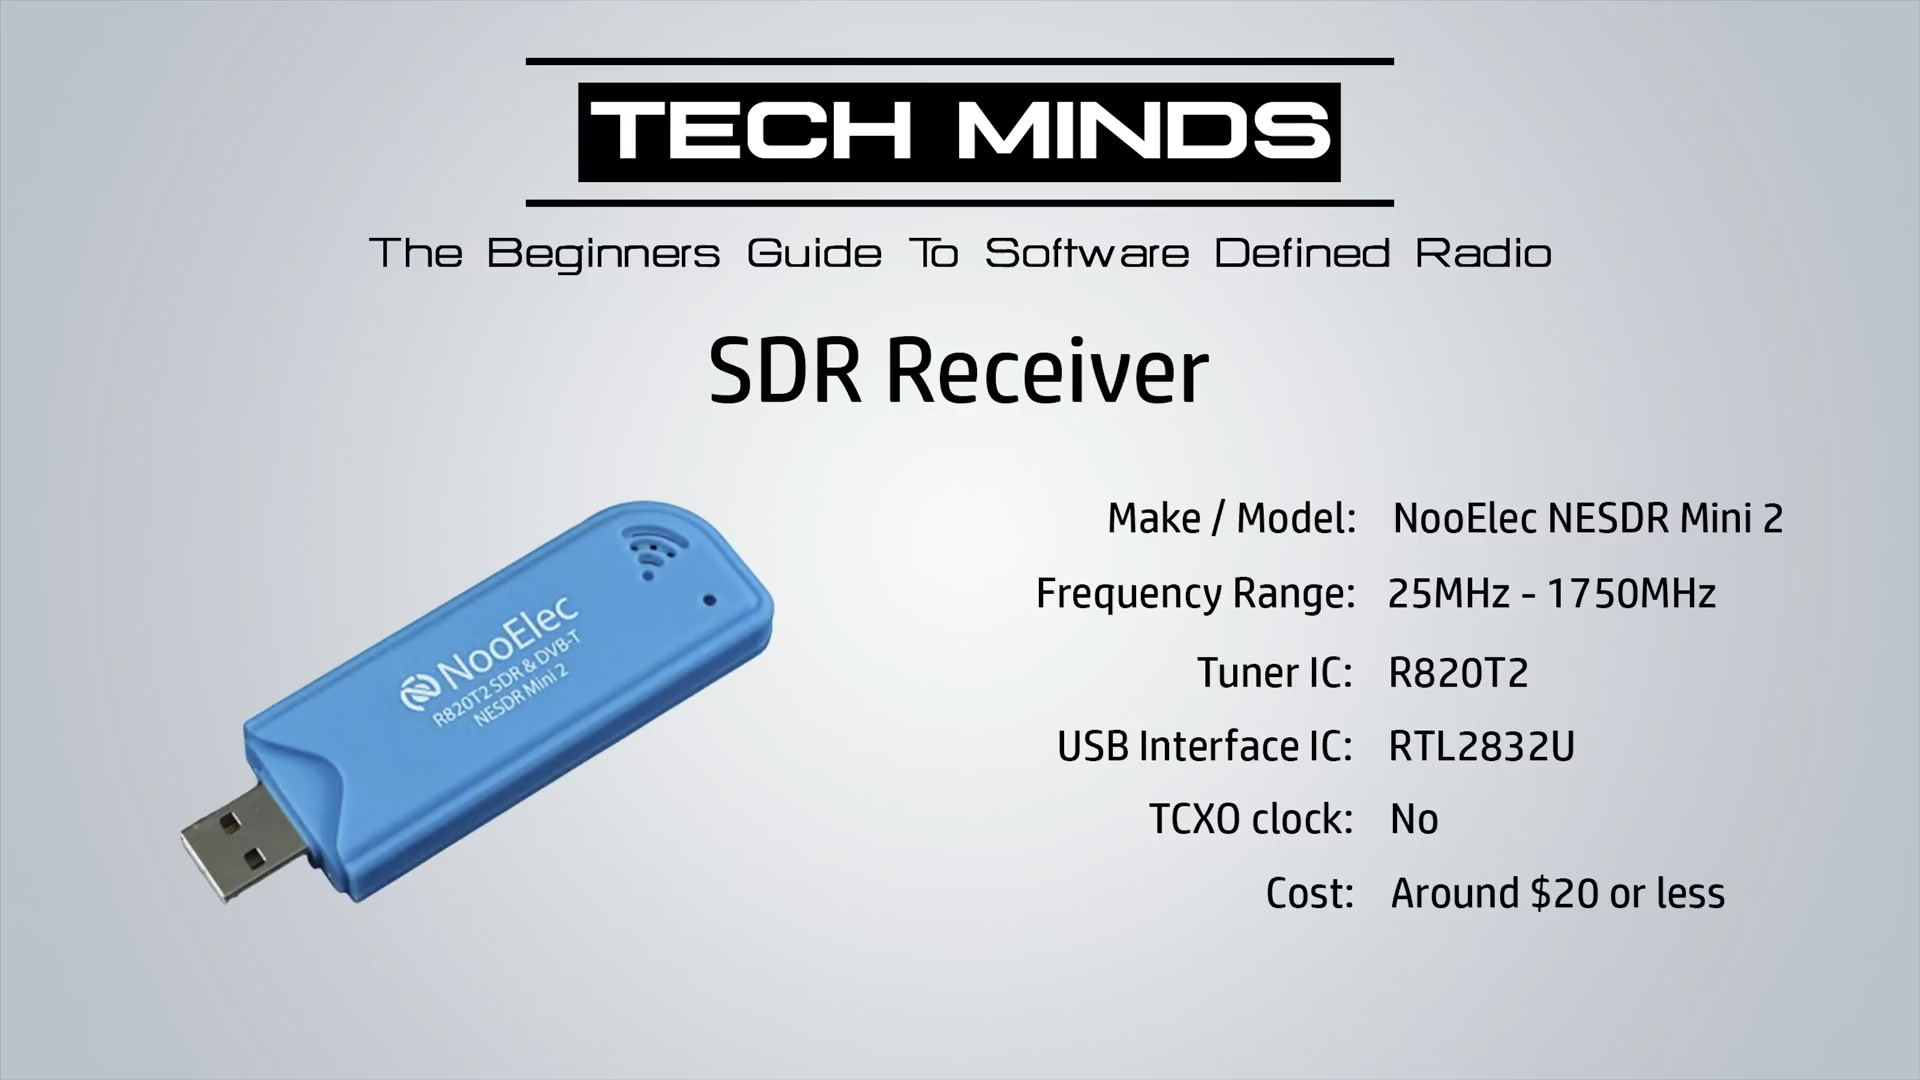 TECH MINDS
The Beginners Guide To Software Defined Radio
SDR Receiver
NooElec
R820T2 SDR & DVB-T
NESDR Mini 2
Make / Model: NooElec NESDR Mini 2
Frequency Range: 25MHz - 1750MHz
Tuner IC: R820T2
USB Interface IC: RTL2832U
TCXO clock: No
Cost: Around $20 or less